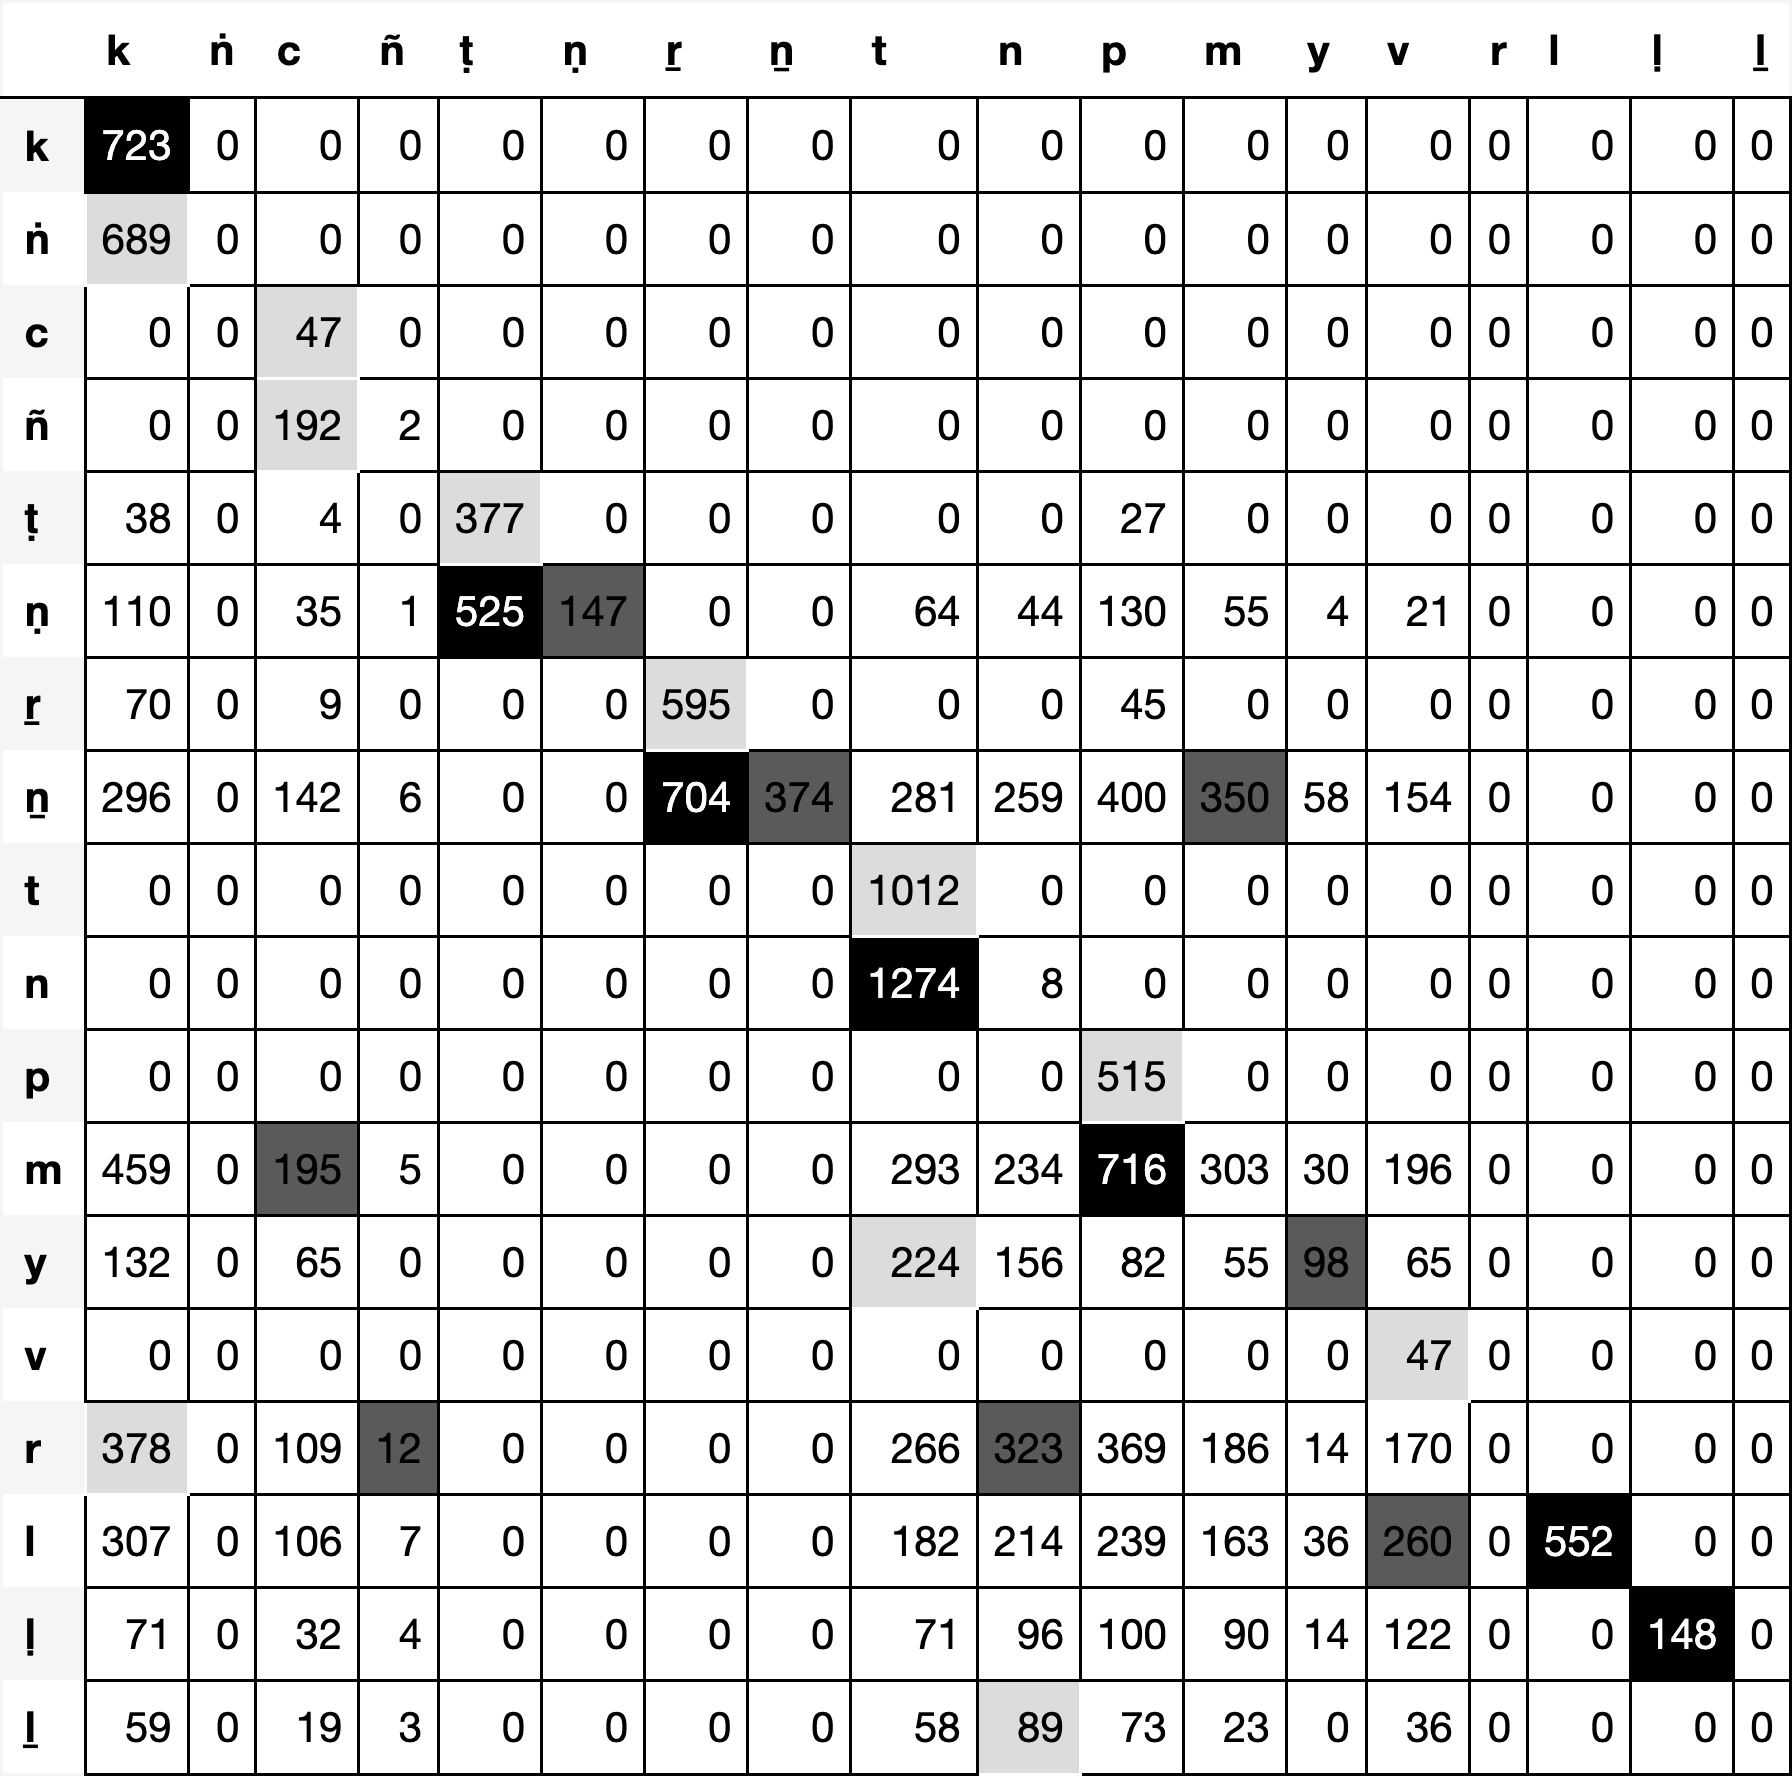 k ṅ c ñ ṭ ṇ ṟ ṉ t n p m y v r l ḷ ḻ
k 723 0 0 0 0 0 0 0 0 0 0 0 0 0 0 0 0 0
ṅ 689 0 0 0 0 0 0 0 0 0 0 0 0 0 0 0 0 0
c 0 0 47 0 0 0 0 0 0 0 0 0 0 0 0 0 0 0
ñ 0 0 192 2 0 0 0 0 0 0 0 0 0 0 0 0 0 0
ṭ 38 0 4 0 377 0 0 0 0 0 27 0 0 0 0 0 0 0
ṇ 110 0 35 1 525 147 0 0 64 44 130 55 4 21 0 0 0 0
ṟ 70 0 9 0 0 0 595 0 0 0 45 0 0 0 0 0 0 0
ṉ 296 0 142 6 0 0 704 374 281 259 400 350 58 154 0 0 0 0
t 0 0 0 0 0 0 0 0 1012 0 0 0 0 0 0 0 0 0
n 0 0 0 0 0 0 0 0 1274 8 0 0 0 0 0 0 0 0
p 0 0 0 0 0 0 0 0 0 0 515 0 0 0 0 0 0 0
m 459 0 195 5 0 0 0 0 293 234 716 303 30 196 0 0 0 0
y 132 0 65 0 0 0 0 0 224 156 82 55 98 65 0 0 0 0
v 0 0 0 0 0 0 0 0 0 0 0 0 0 47 0 0 0 0
r 378 0 109 12 0 0 0 0 266 323 369 186 14 170 0 0 0 0
l 307 0 106 7 0 0 0 0 182 214 239 163 36 260 0 552 0 0
ḷ 71 0 32 4 0 0 0 0 71 96 100 90 14 122 0 0 148 0
ḻ 59 0 19 3 0 0 0 0 58 89 73 23 0 36 0 0 0 0